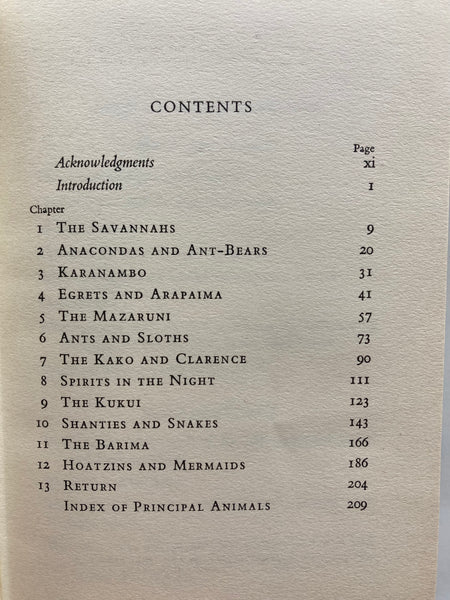 CONTENTS
Page
Acknowledgments xi
Introduction 1
Chapter
1 The Savannahs 9
2 Anacondas and Ant-Bears 20
3 Karanambo 31
4 Egrets and Arapaima 41
5 The Mazaruni 57
6 Ants and Sloths 73
7 The Kako and Clarence 90
8 Spirits in the Night 111
9 The Kukui 123
10 Shanties and Snakes 143
11 The Barima 166
12 Hoatzins and Mermaids 186
13 Return 204
Index of Principal Animals 209